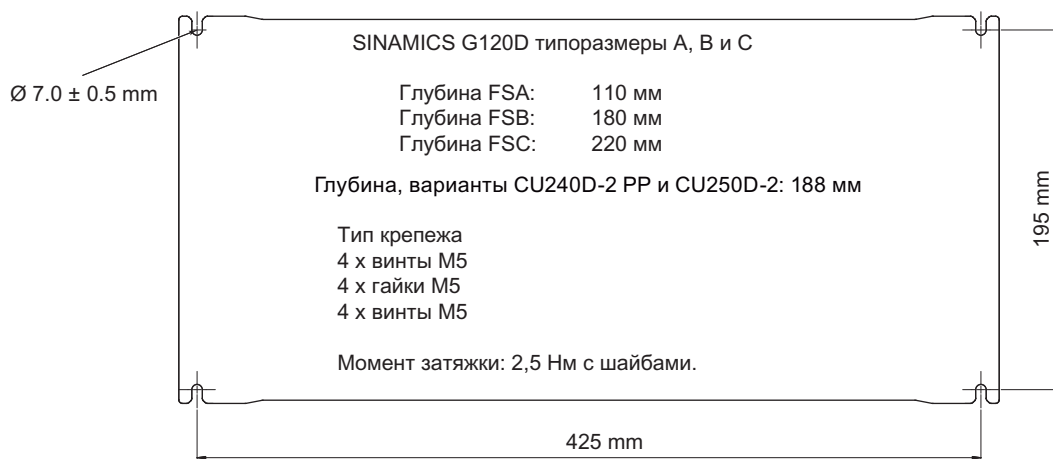 SINAMICS G120D типоразмеры A, B и C
Ø 7.0 ± 0.5 mm
Глубина FSA: 110 мм
Глубина FSB: 180 мм
Глубина FSC: 220 мм
Глубина, варианты CU240D-2 PP и CU250D-2: 188 мм
195 mm
Тип крепежа
4 x винты M5
4 x гайки M5
4 x винты M5
Момент затяжки: 2,5 Нм с шайбами.
425 mm